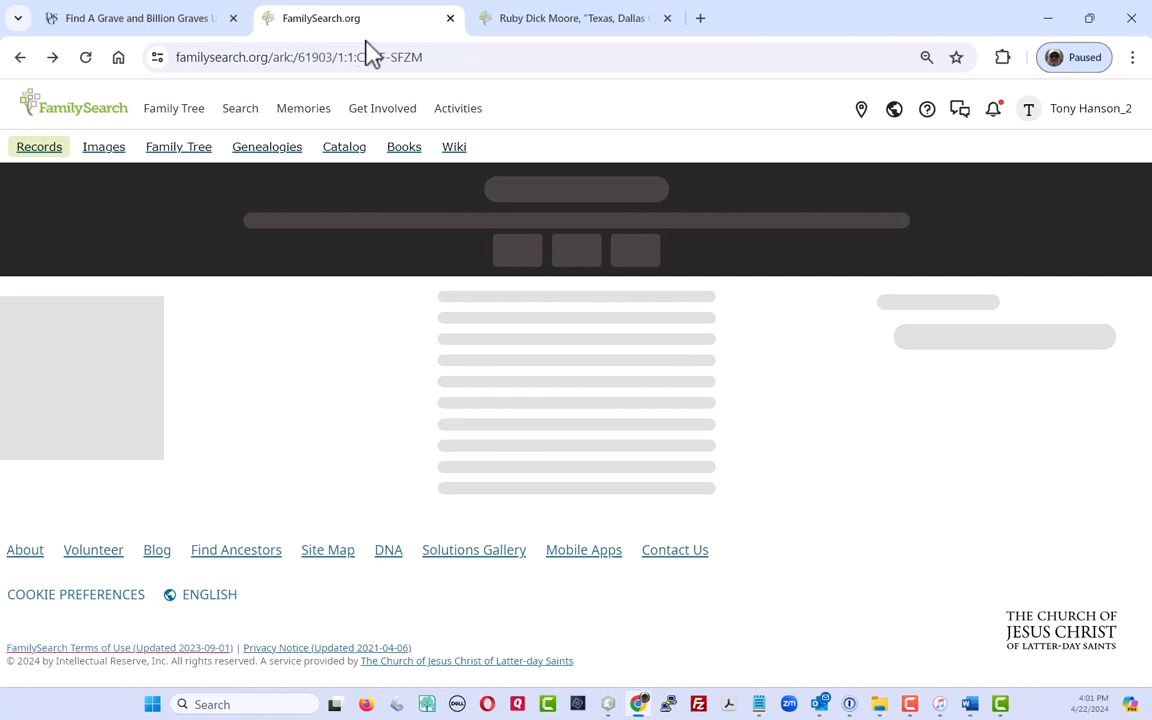 Find A Grave and Billion Graves U
FamilySearch.org
Ruby Dick Moore, "Texas, Dallas C
familysearch.org/ark:/61903/1:1: -SFZM
Paused
FamilySearch
Family Tree
Search
Memories
Get Involved
Activities
T
Tony Hanson_2
Records
Images
Family Tree
Genealogies
Catalog
Books
Wiki
About
Volunteer
Blog
Find Ancestors
Site Map
DNA
Solutions Gallery
Mobile Apps
Contact Us
COOKIE PREFERENCES
ENGLISH
THE CHURCH OF
JESUS CHRIST
OF LATTER-DAY SAINTS
FamilySearch Terms of Use (Updated 2023-09-01) | Privacy Notice (Updated 2021-04-06)
© 2024 by Intellectual Reserve, Inc. All rights reserved. A service provided by The Church of Jesus Christ of Latter-day Saints
Search
4:01 PM
4/22/2024